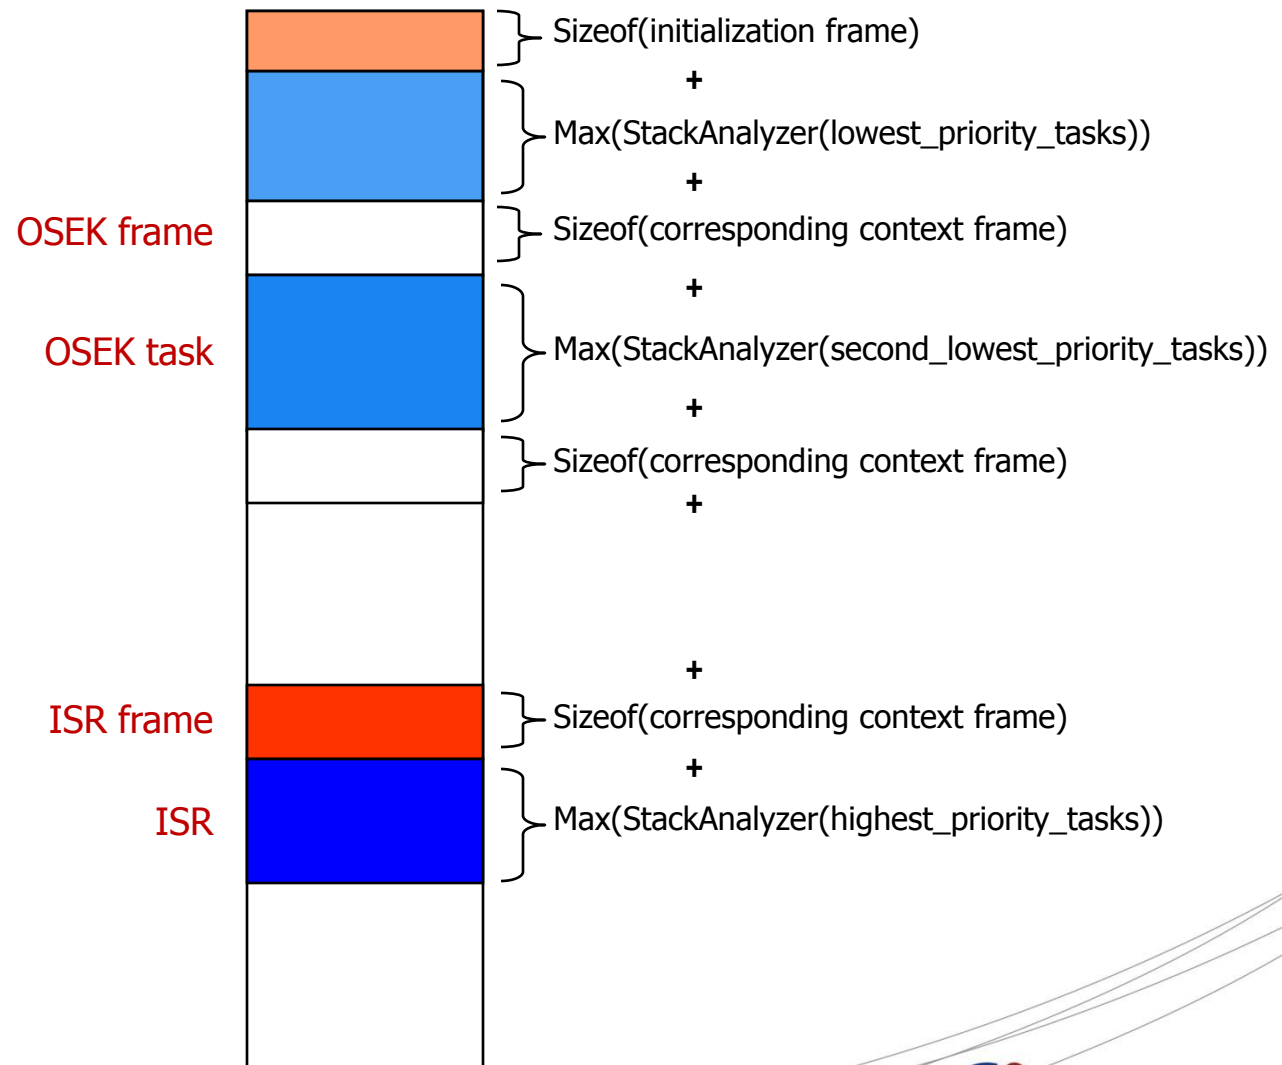 Sizeof(initialization frame)
+
Max(StackAnalyzer(lowest_priority_tasks))
+
OSEK frame
Sizeof(corresponding context frame)
+
OSEK task
Max(StackAnalyzer(second_lowest_priority_tasks))
+
Sizeof(corresponding context frame)
+
+
ISR frame
Sizeof(corresponding context frame)
+
ISR
Max(StackAnalyzer(highest_priority_tasks))